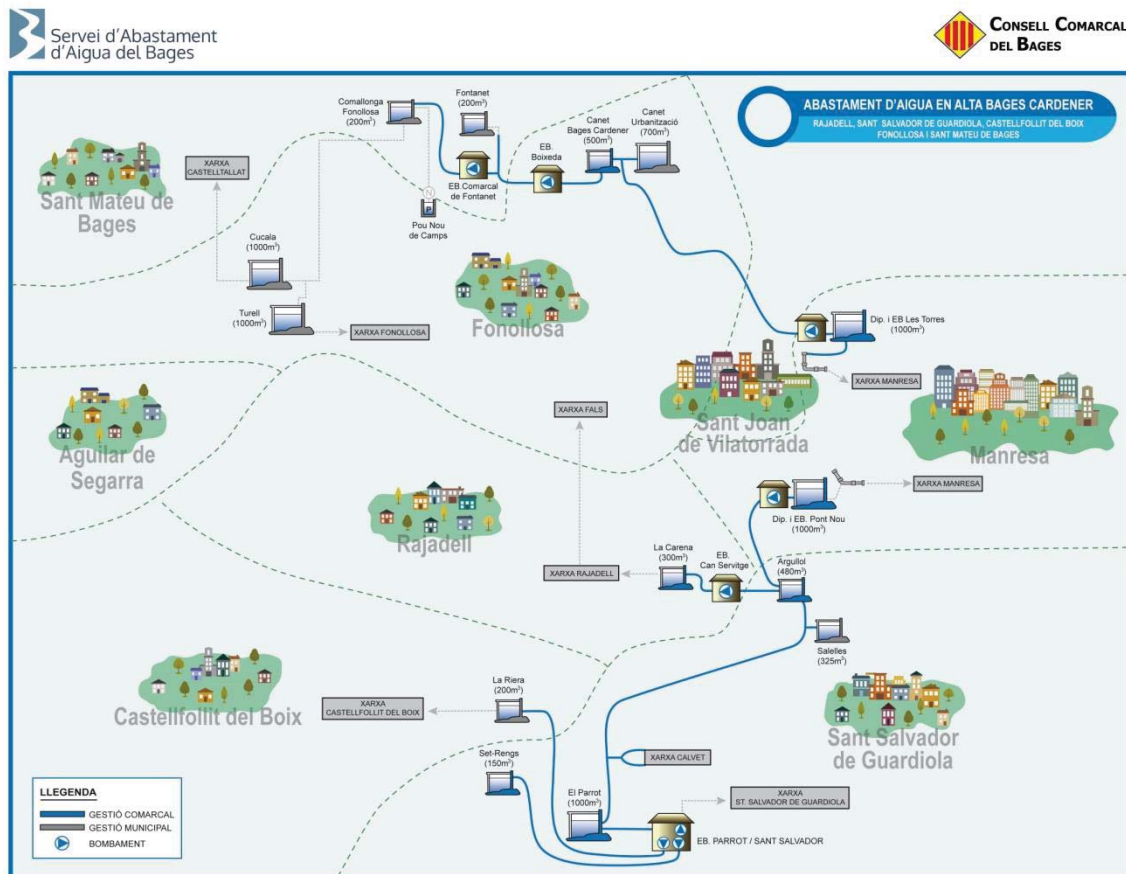 Servei d'Abastament
d'Aigua del Bages
CONSELL COMARCAL
DEL BAGES
ABASTAMENT D'AIGUA EN ALTA BAGES CARDENER
RAJADELL, SANT. SALVADOR DE GUARDIOLA, CASTELLFOLLIT DEL BOIX
FONOLLOSA I SANT MATEU DE BAGES
Comallonga
Fonollosa
(200m³)
Fontanet
(200m³)
Canet
Bages Cardener
(500m³)
Canet
Urbanització
(700m³)
EB.
Boixeda
EB.Comarcal
de Fontanet
XARXA
CASTELLTALLAT
Sant Mateu de
Bages
N
P
Pou Nou
de Camps
Cucala
(1000m³)
Turell
(1000m³)
XARXA FONOLLOSA
Fonollosa
Dip. i EB Les Torres
(1000m³)
XARXA MANRESA
Sant Joan
de Vilatorrada
Manresa
XARXA FALS
Aguilar de
Segarra
Rajadell
XARXA MANRESA
Dip. i EB. Pont Nou
(1000m³)
La Carena
(300m³)
EB.
Can Servitge
Argullol
(480m³)
XARXA RAJADELL
Salelles
(325m³)
Castellfollit del Boix
XARXA
CASTELLFOLLIT DEL BOIX
La Riera
(200m³)
Sant Salvador
de Guardiola
Set-Rengs
(150m³)
XARXA CALVET
El Parrot
(1000m³)
XARXA
ST. SALVADOR DE GUARDIOLA
EB. PARROT / SANT SALVADOR
LLEGENDA
GESTIÓ COMARCAL
GESTIÓ MUNICIPAL
BOMBAMENT